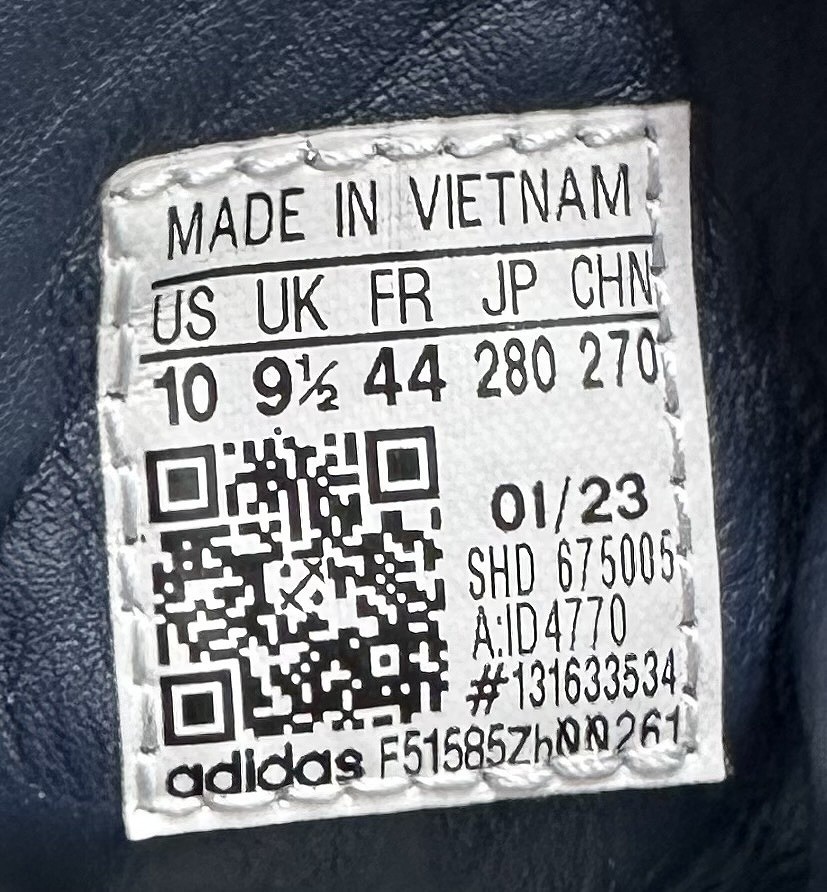 MADE IN VIETNAM
US UK FR JP CHN
10 9½ 44 280 270
01/23
SHD 675005
A:ID4770
#131633534
adidas F51585ZhNN261